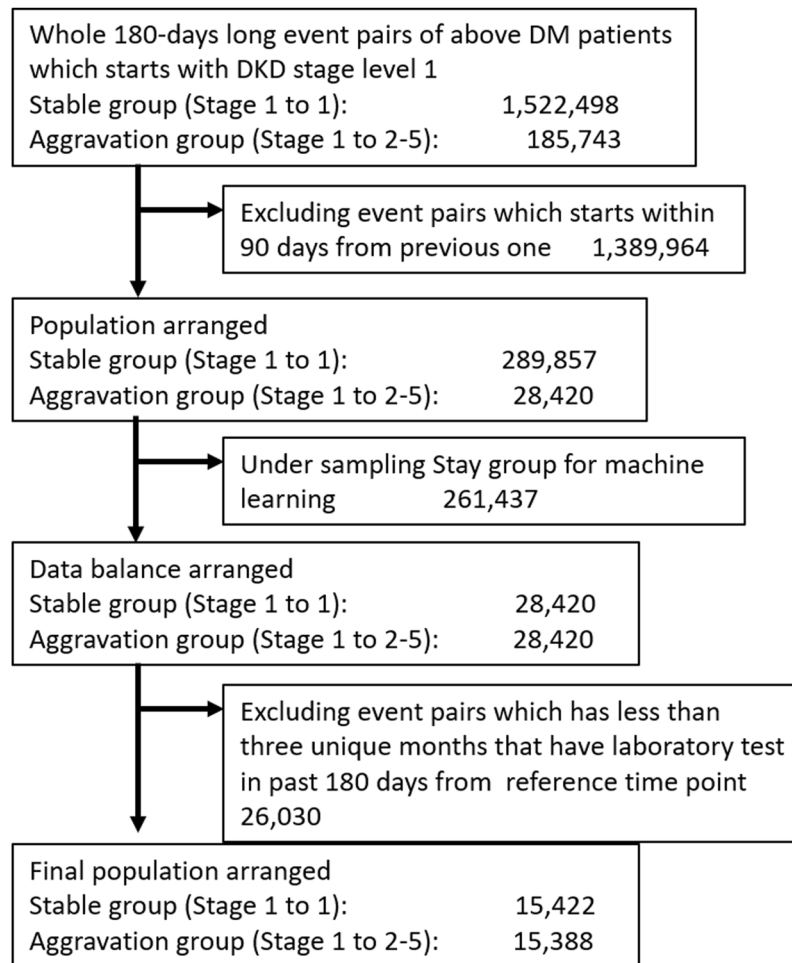 Whole 180-days long event pairs of above DM patients
which starts with DKD stage level 1
Stable group (Stage 1 to 1): 1,522,498
Aggravation group (Stage 1 to 2-5): 185,743
Excluding event pairs which starts within
90 days from previous one 1,389,964
Population arranged
Stable group (Stage 1 to 1): 289,857
Aggravation group (Stage 1 to 2-5): 28,420
Under sampling Stay group for machine
learning 261,437
Data balance arranged
Stable group (Stage 1 to 1): 28,420
Aggravation group (Stage 1 to 2-5): 28,420
Excluding event pairs which has less than
three unique months that have laboratory test
in past 180 days from reference time point
26,030
Final population arranged
Stable group (Stage 1 to 1): 15,422
Aggravation group (Stage 1 to 2-5): 15,388